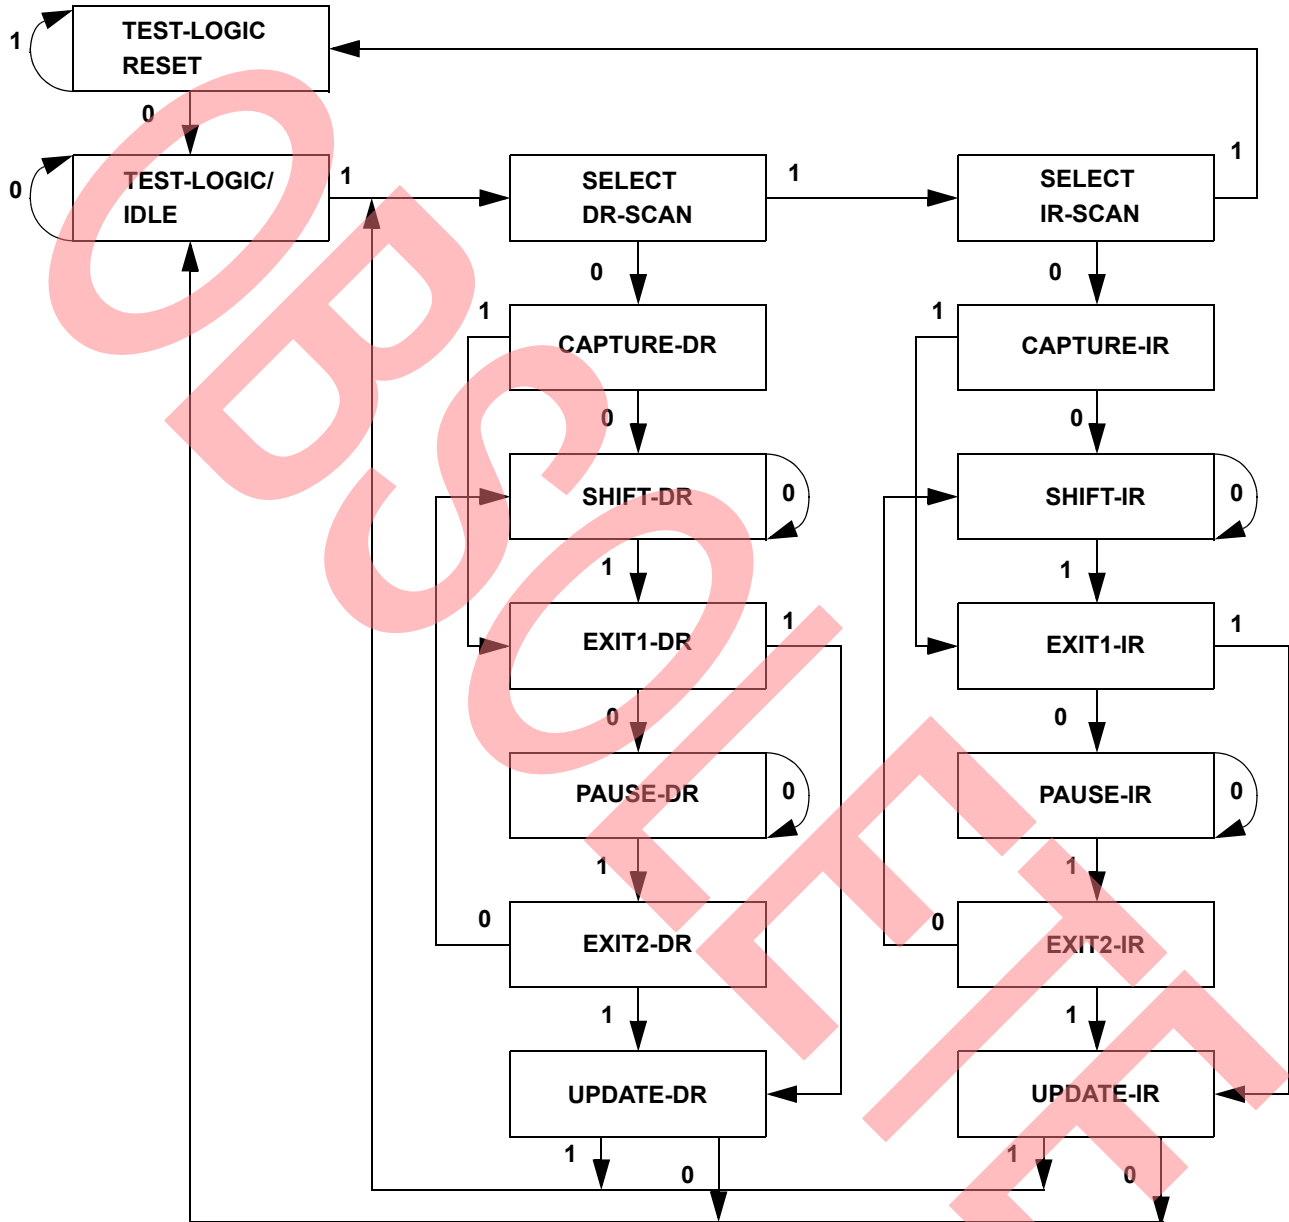 TEST-LOGIC
RESET
1
0
TEST-LOGIC/
IDLE
0
1
SELECT
DR-SCAN
1
SELECT
IR-SCAN
1
0
0
1
CAPTURE-DR
1
CAPTURE-IR
0
0
SHIFT-DR
0
SHIFT-IR
0
1
1
EXIT1-DR
1
EXIT1-IR
1
0
0
PAUSE-DR
0
PAUSE-IR
0
1
1
0
EXIT2-DR
0
EXIT2-IR
1
1
UPDATE-DR
UPDATE-IR
1
0
1
0
OBSOLETE